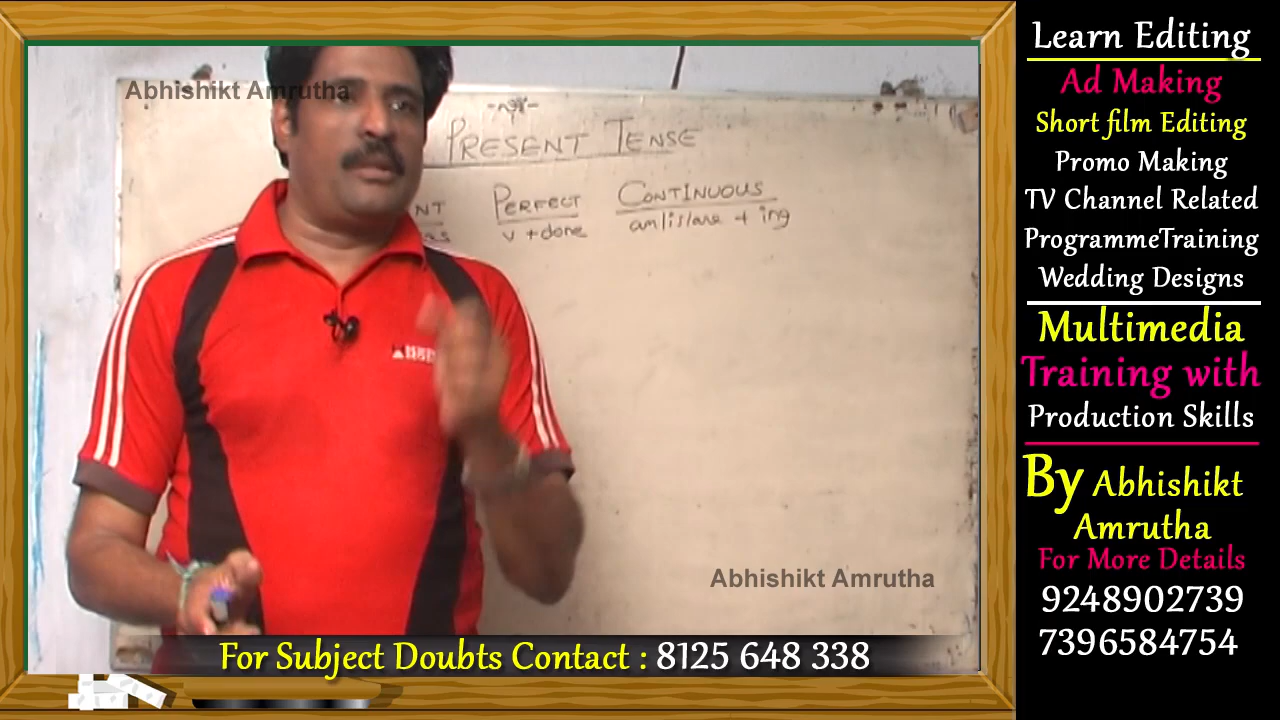 Abhishikt Amrutha
PRESENT TENSE
NT PERFECT CONTINUOUS
v + done am/is/are + ing
Abhishikt Amrutha
For Subject Doubts Contact : 8125 648 338
Learn Editing
Ad Making
Short film Editing
Promo Making
TV Channel Related
ProgrammeTraining
Wedding Designs
Multimedia
Training with
Production Skills
By Abhishikt
Amrutha
For More Details
9248902739
7396584754